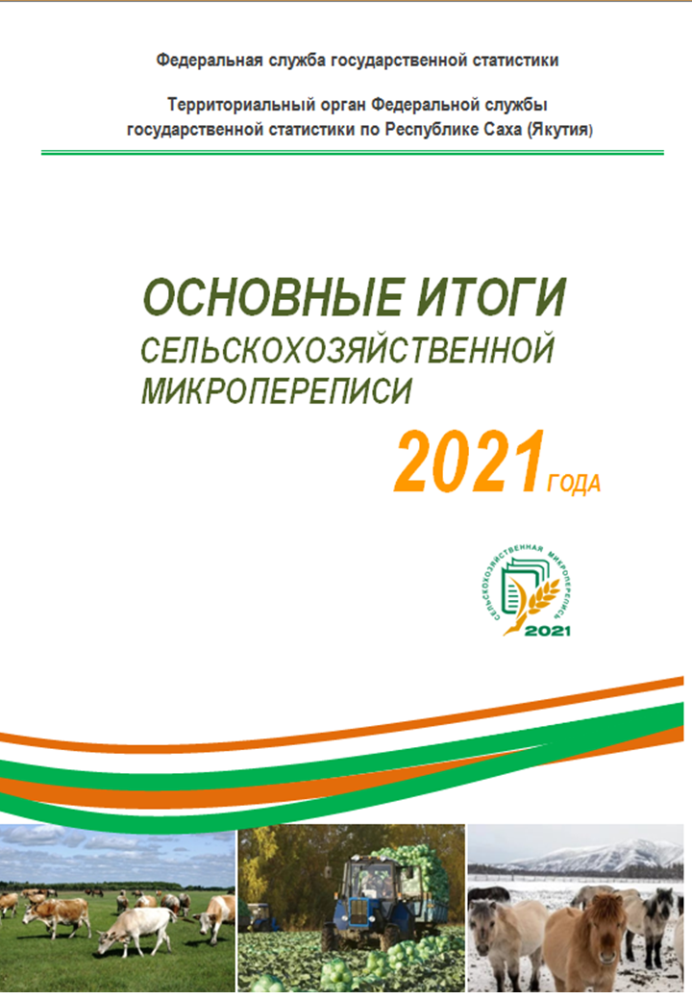 Федеральная служба государственной статистики
Территориальный орган Федеральной службы
государственной статистики по Республике Саха (Якутия)
ОСНОВНЫЕ ИТОГИ
СЕЛЬСКОХОЗЯЙСТВЕННОЙ
МИКРОПЕРЕПИСИ
2021 ГОДА
СЕЛЬСКОХОЗЯЙСТВЕННАЯ МИКРОПЕРЕПИСЬ
2021